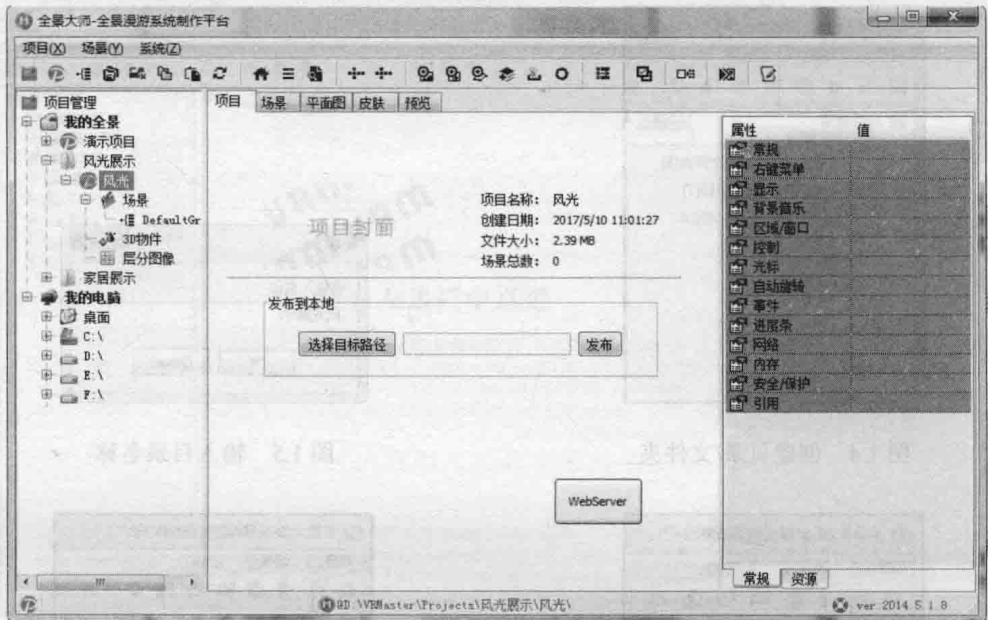 全景大师-全景漫游系统制作平台
项目(X) 场景(Y) 系统(Z)
项目管理
我的全景
演示项目
风光展示
风光
场景
DefaultGr
3D物件
层分图像
家居展示
我的电脑
桌面
C:\
D:\
E:\
F:\
项目 场景 平面图 皮肤 预览
项目封面
项目名称: 风光
创建日期: 2017/5/10 11:01:27
文件大小: 2.39 MB
场景总数: 0
发布到本地
选择目标路径 发布
WebServer
属性 值
常规
右键菜单
显示
背景音乐
区域/窗口
控制
光标
自动旋转
事件
进度条
网络
内存
安全/保护
引用
常规 资源
D:\VRMaster\Projects\风光展示\风光\
ver 2014.5.1.8